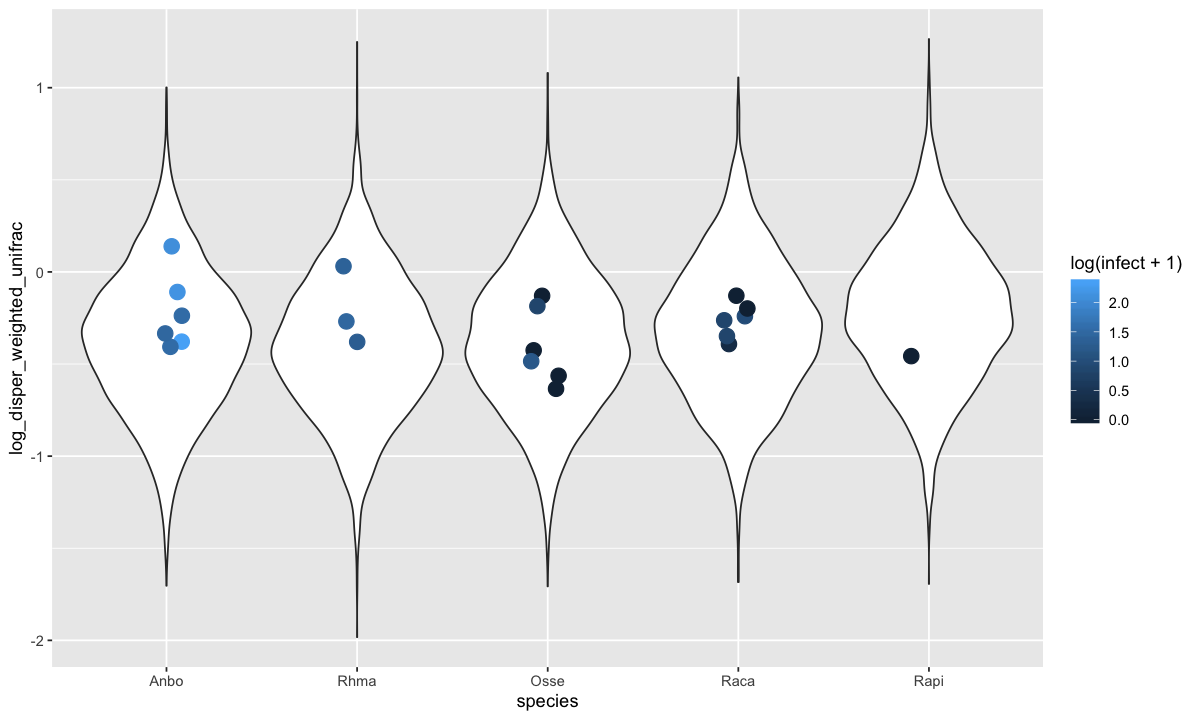 log_disper_weighted_unifrac
1
0
-1
-2
Anbo Rhma Osse Raca Rapi
species
log(infect + 1)
2.0
1.5
1.0
0.5
0.0